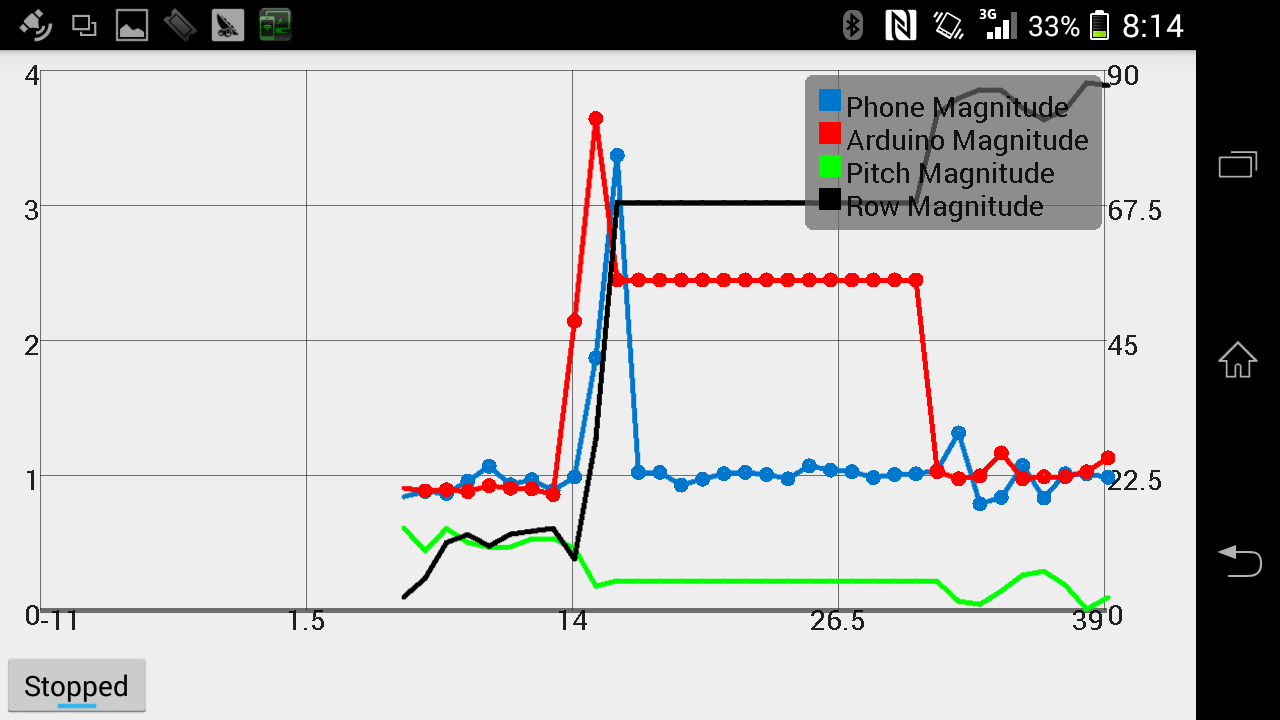 3G 33% 8:14
4 90
Phone Magnitude
Arduino Magnitude
Pitch Magnitude
Row Magnitude
3 67.5
2 45
1 22.5
0 -11 1.5 14 26.5 39 0
Stopped